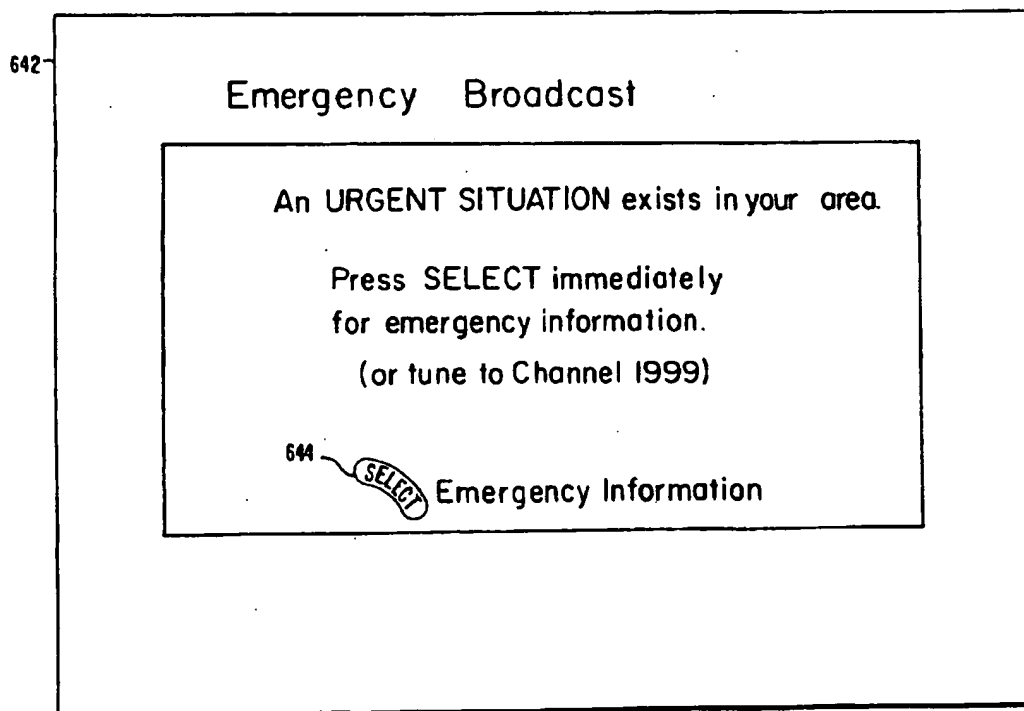 642
Emergency Broadcast
An URGENT SITUATION exists in your area.
Press SELECT immediately
for emergency information.
(or tune to Channel 1999)
644
SELECT
Emergency Information